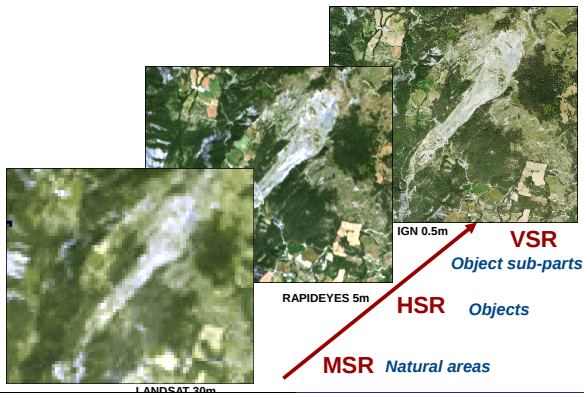 IGN 0.5m
VSR
Object sub-parts
RAPIDEYES 5m
HSR Objects
MSR Natural areas
LANDSAT 30m